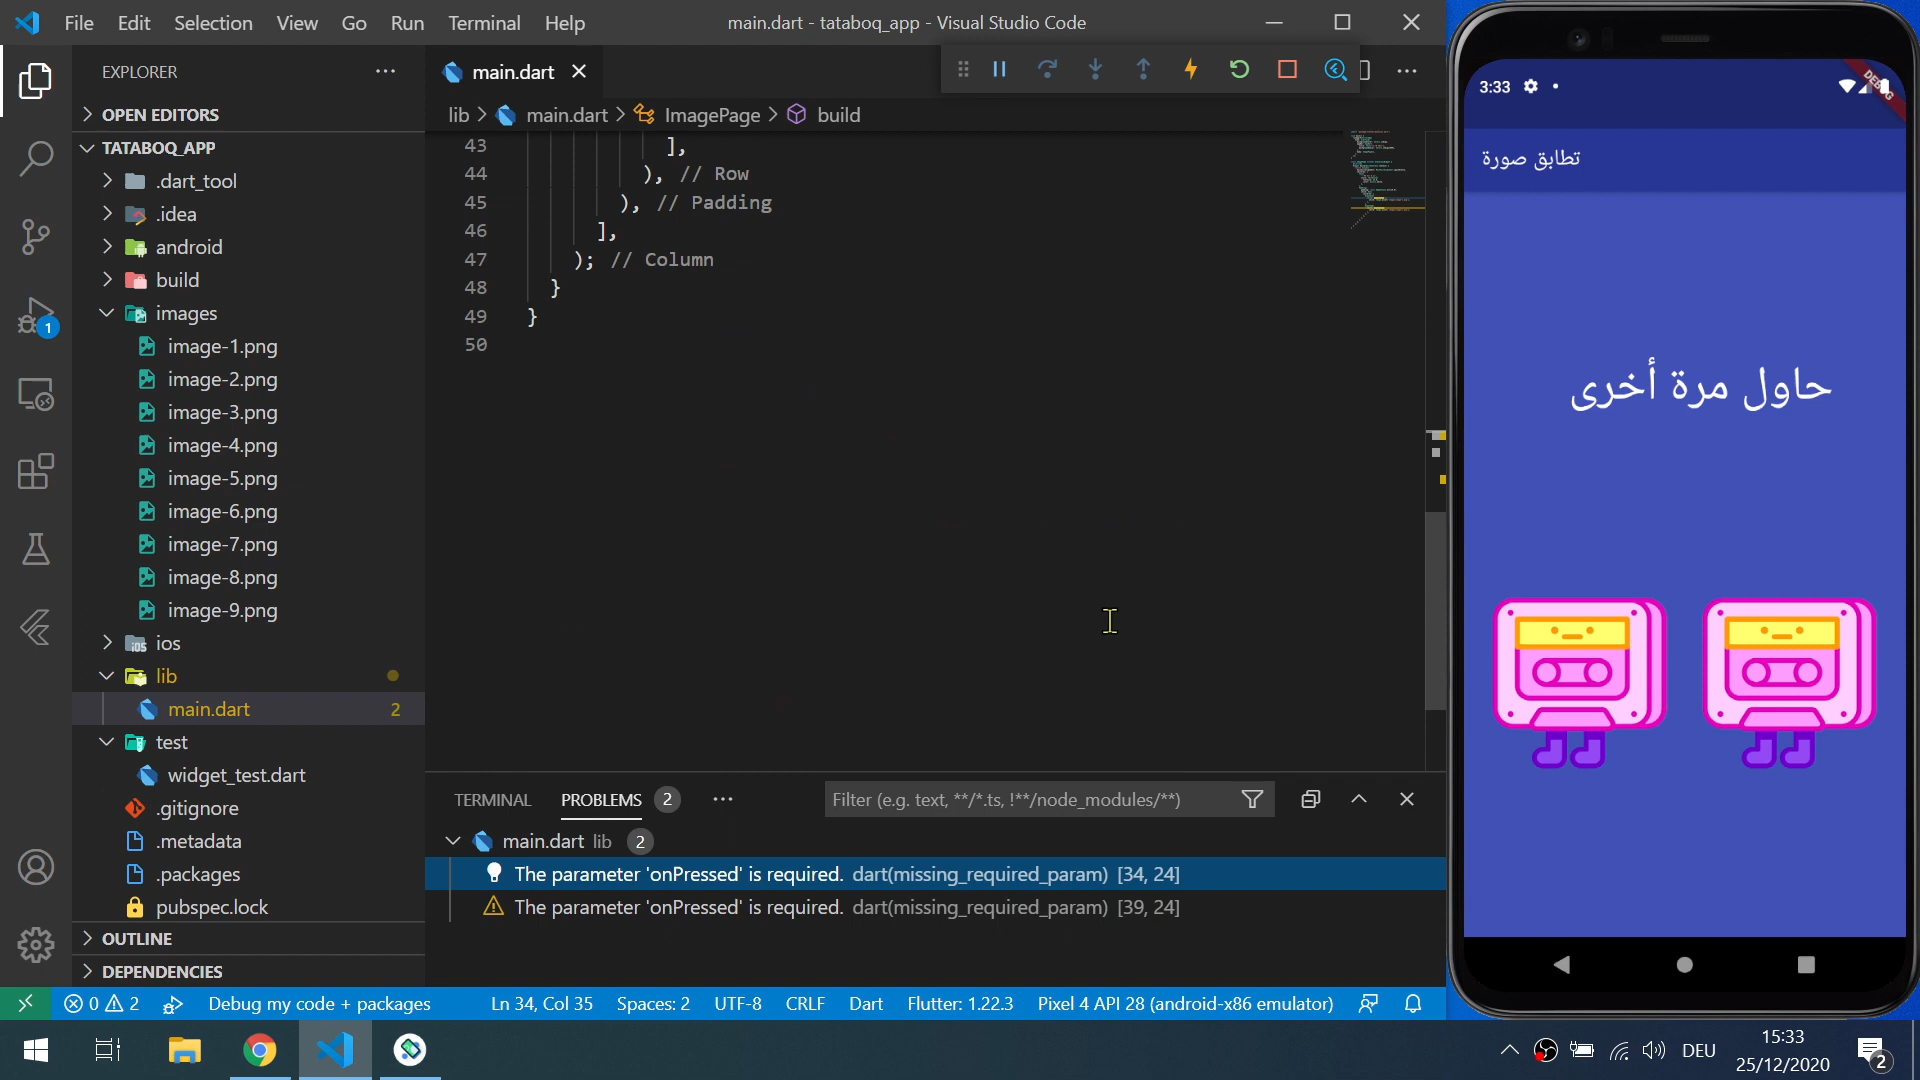 File Edit Selection View Go Run Terminal Help
main.dart - tataboq_app - Visual Studio Code
EXPLORER
OPEN EDITORS
TATABOQ_APP
.dart_tool
.idea
android
build
images
image-1.png
image-2.png
image-3.png
image-4.png
image-5.png
image-6.png
image-7.png
image-8.png
image-9.png
ios
lib
main.dart 2
test
widget_test.dart
.gitignore
.metadata
.packages
pubspec.lock
OUTLINE
DEPENDENCIES
1
main.dart
lib > main.dart > ImagePage > build
43 ],
44 ), // Row
45 ), // Padding
46 ],
47 ); // Column
48 }
49 }
50
TERMINAL PROBLEMS 2
Filter (e.g. text, **/*.ts, !**/node_modules/**)
main.dart lib 2
The parameter 'onPressed' is required. dart(missing_required_param) [34, 24]
The parameter 'onPressed' is required. dart(missing_required_param) [39, 24]
0 2 Debug my code + packages Ln 34, Col 35 Spaces: 2 UTF-8 CRLF Dart Flutter: 1.22.3 Pixel 4 API 28 (android-x86 emulator)
3:33
DEBUG
تطابق صورة
حاول مرة أخرى
DEU
15:33
25/12/2020
2